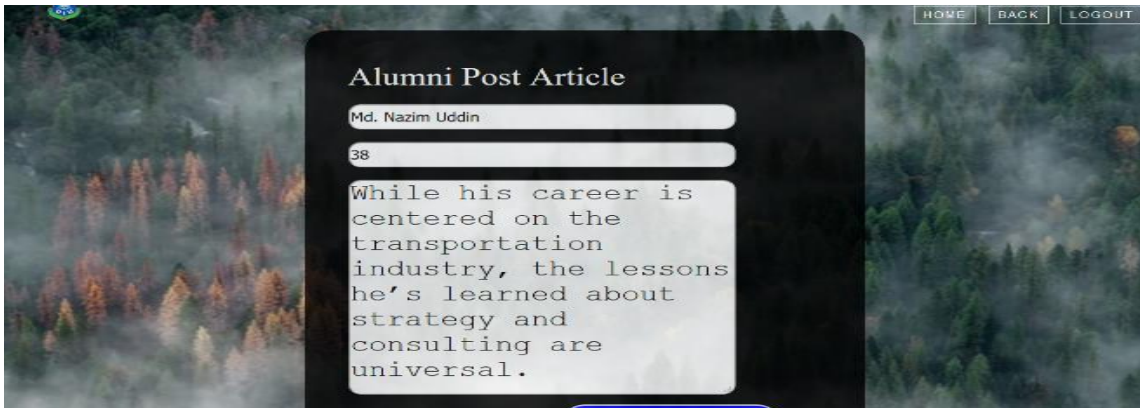 HOME BACK LOGOUT
Alumni Post Article
Md. Nazim Uddin
38
While his career is
centered on the
transportation
industry, the lessons
he’s learned about
strategy and
consulting are
universal.